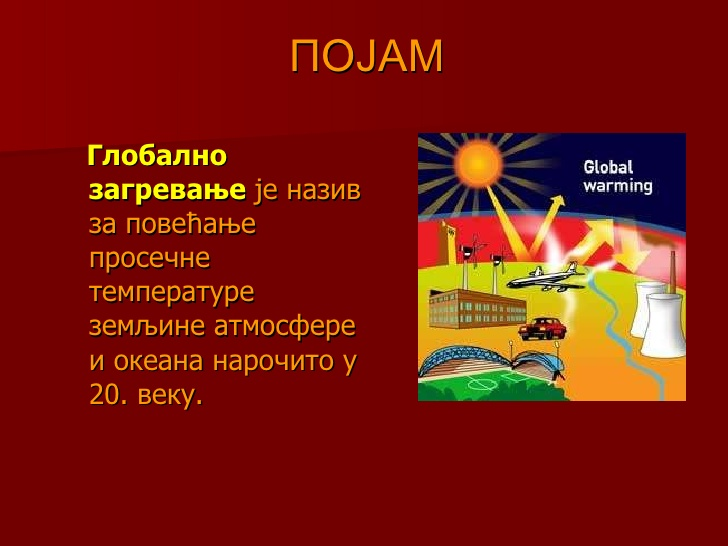 ПОЈАМ
Глобално
загревање је назив
за повећање
просечне
температуре
земљине атмосфере
и океана нарочито у
20. веку.
Global
warming